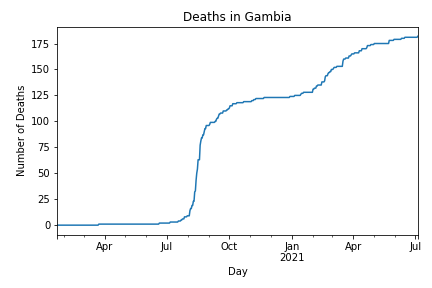 Deaths in Gambia
175
150
125
100
75
50
25
0
Number of Deaths
Apr
Jul
Oct
Jan
2021
Apr
Jul
Day